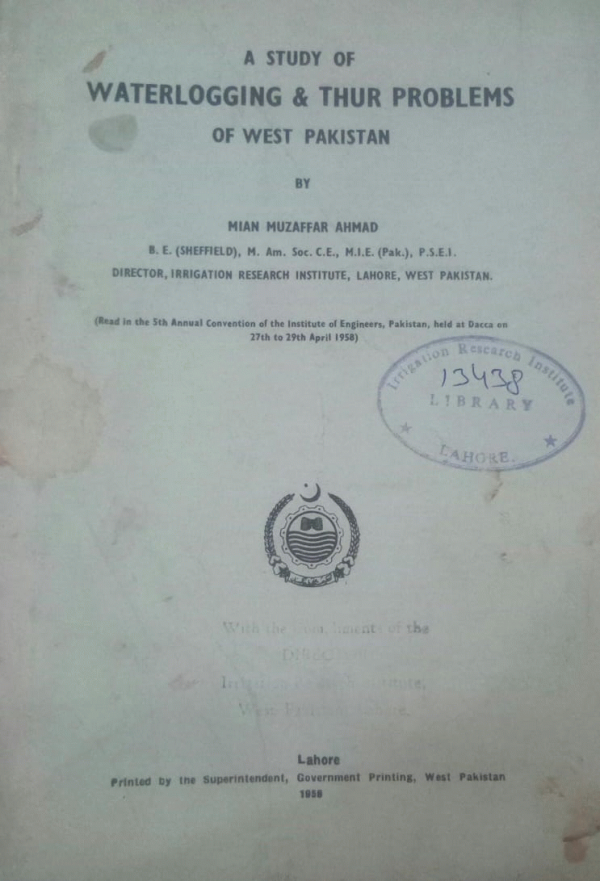 A STUDY OF
WATERLOGGING & THUR PROBLEMS
OF WEST PAKISTAN
BY
MIAN MUZAFFAR AHMAD
B. E. (SHEFFIELD), M. Am. Soc. C.E., M.I.E. (Pak.), P.S.E.I.
DIRECTOR, IRRIGATION RESEARCH INSTITUTE, LAHORE, WEST PAKISTAN.
(Read in the 5th Annual Convention of the Institute of Engineers, Pakistan, held at Dacca on
27th to 29th April 1958)
Irrigation Research Institute
13438
LIBRARY
LAHORE.
With the of the
Lahore
Printed by the Superintendent, Government Printing, West Pakistan
1958